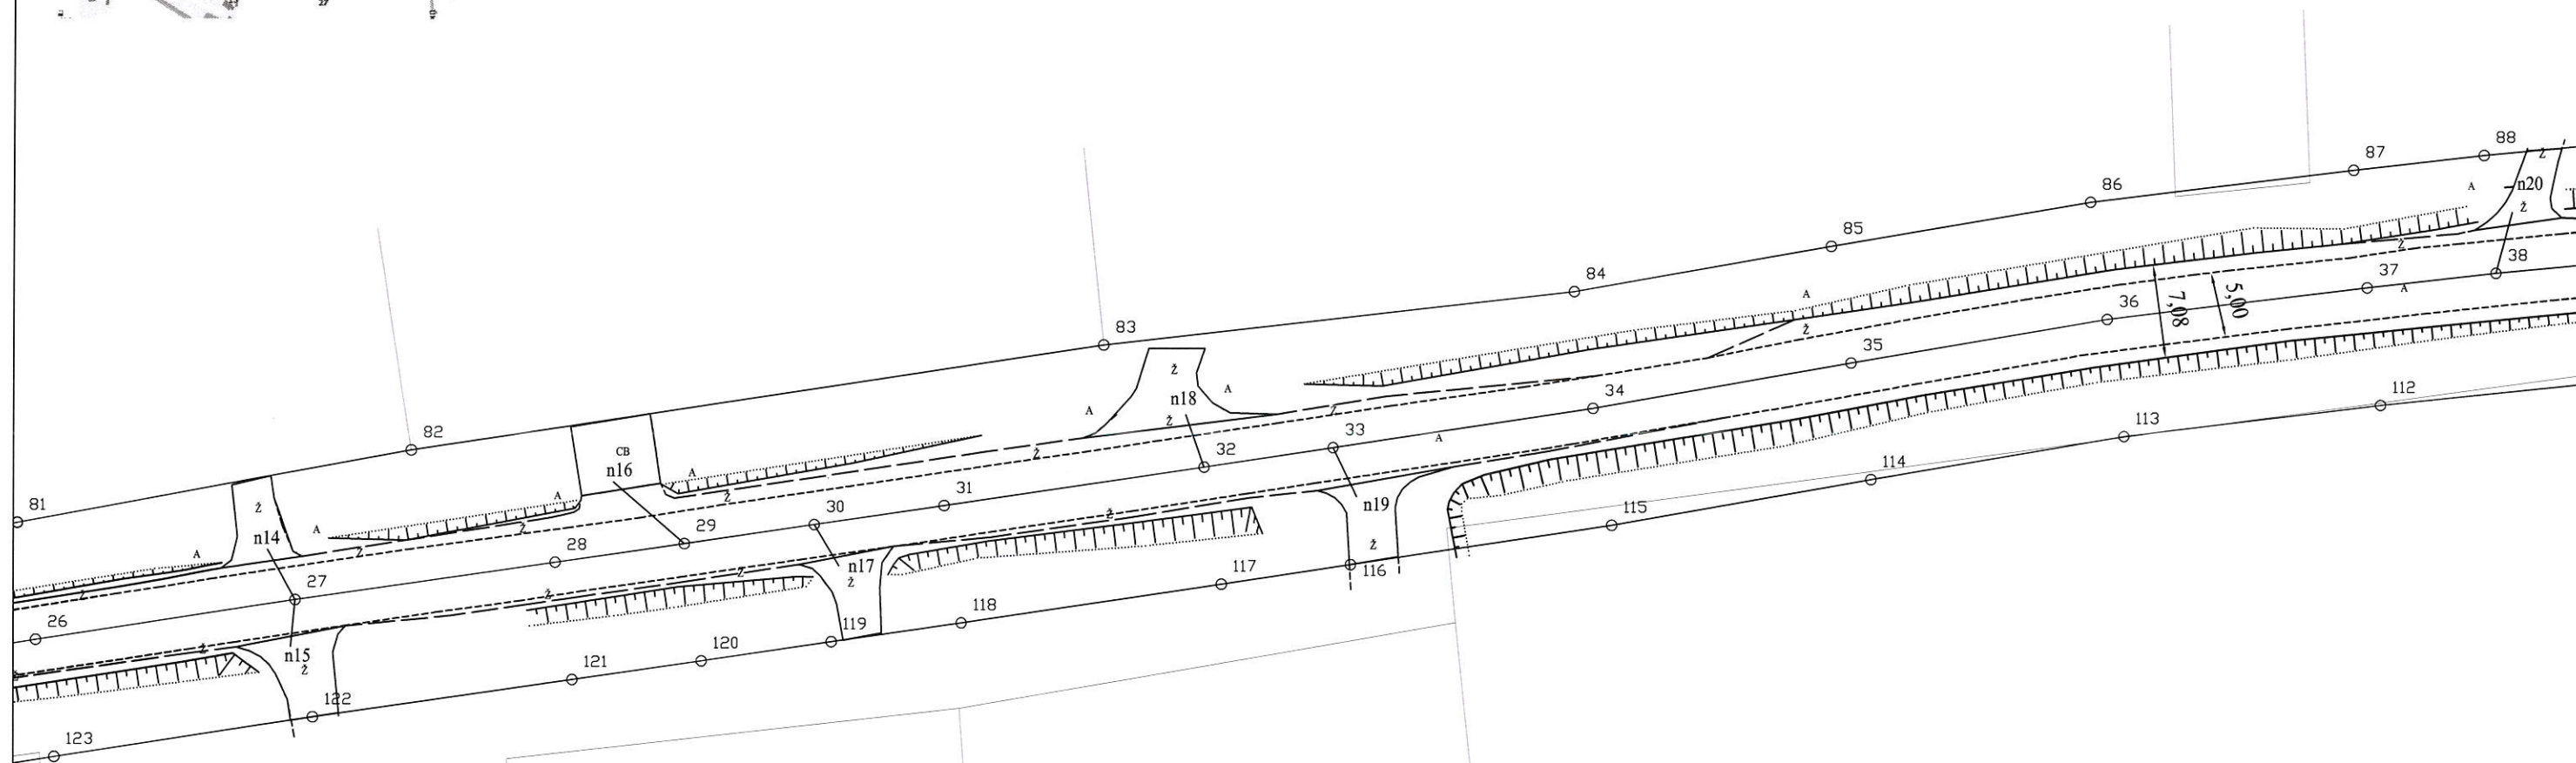 27
88
87
n20
A
ž
86
ž
85
38
ž
37
84
A
A
36
7,08
5,00
83
ž
35
ž
n18
A
34
112
A
ž
ž
113
82
33
A
32
114
CB
n16
A
ž
31
n19
115
81
ž
A
30
ž
n14
A
ž
29
ž
28
n17
ž
ž
116
A
27
ž
117
ž
ž
26
118
119
ž
n15
ž
120
121
122
123